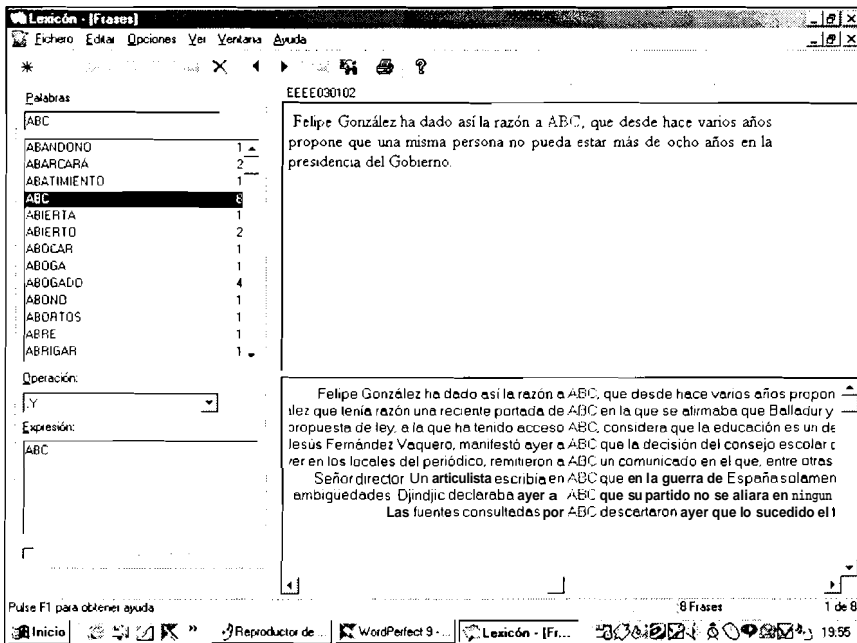 Lexicón - [Frases]
Fichero Editar Opciones Ver Ventana Ayuda
Palabras
ABC
ABANDONO 1
ABARCARÁ 2
ABATIMIENTO 1
ABC 8
ABIERTA 1
ABIERTO 2
ABOCAR 1
ABOGA 1
ABOGADO 4
ABONO 1
ABORTOS 1
ABRE 1
ABRIGAR 1
Operación:
.Y
Expresión:
ABC
EEEE030102
Felipe González ha dado así la razón a ABC, que desde hace varios años
propone que una misma persona no pueda estar más de ocho años en la
presidencia del Gobierno.
Felipe González ha dado así la razón a ABC, que desde hace varios años propon
ilez que tenía razón una reciente portada de ABC en la que se afirmaba que Balladur y
propuesta de ley, a la que ha tenido acceso ABC, considera que la educación es un de
Jesús Fernández Vaquero, manifestó ayer a ABC que la decisión del consejo escolar c
yer en los locales del periódico, remitieron a ABC un comunicado en el que, entre otras
Señor director Un articulista escribía en ABC que en la guerra de España solamen
ambigüedades Djindjic declaraba ayer a ABC que su partido no se aliara en ningun
Las fuentes consultadas por ABC descartaron ayer que lo sucedido el
Pulse F1 para obtener ayuda 8 Frases 1 de 8
Inicio » Reproductor de ... WordPerfect 9 - ... Lexicón - [Fr... 19:55